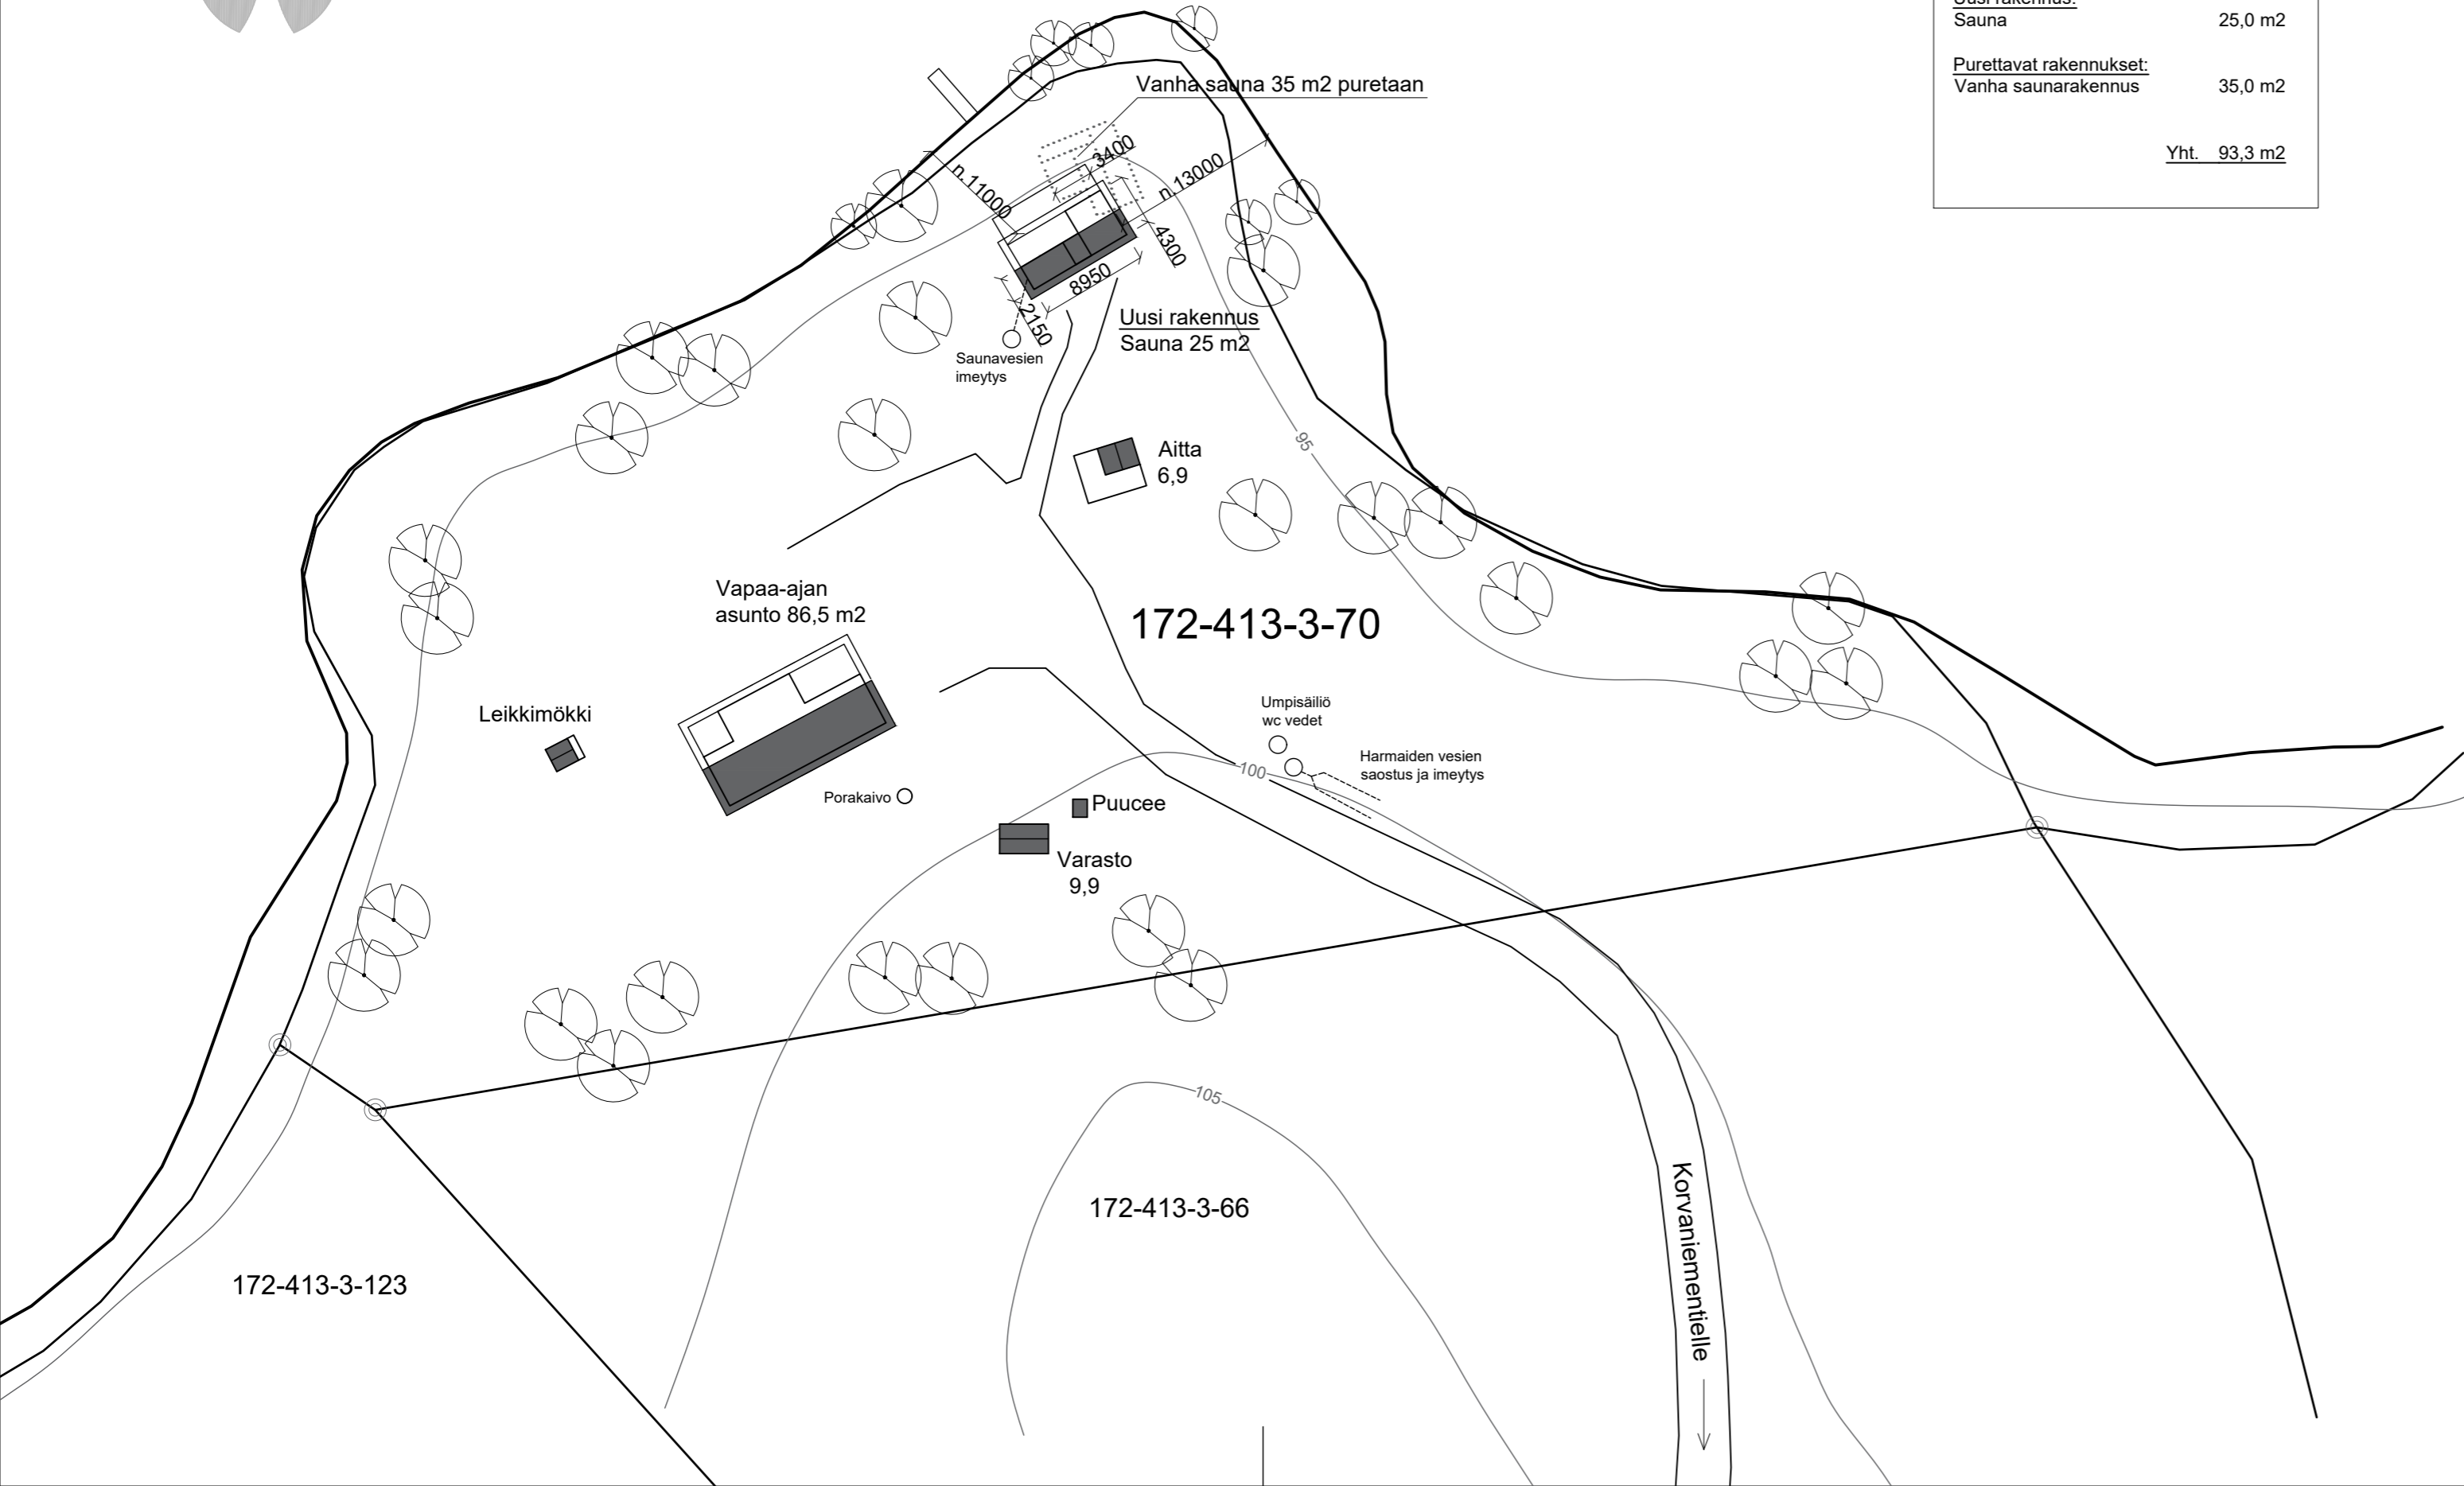 Uusi rakennus:
Sauna 25,0 m2
Purettavat rakennukset:
Vanha saunarakennus 35,0 m2
Yht. 93,3 m2
Vanha sauna 35 m2 puretaan
3400
n.13000
n.11000
4300
8950
2150
Uusi rakennus
Sauna 25 m2
Saunavesien
imeytys
95
Aitta
6,9
Vapaa-ajan
asunto 86,5 m2
172-413-3-70
Leikkimökki
Umpisäiliö
wc vedet
Harmaiden vesien
saostus ja imeytys
100
Porakaivo
Puucee
Varasto
9,9
105
172-413-3-66
Korvaniementielle
172-413-3-123